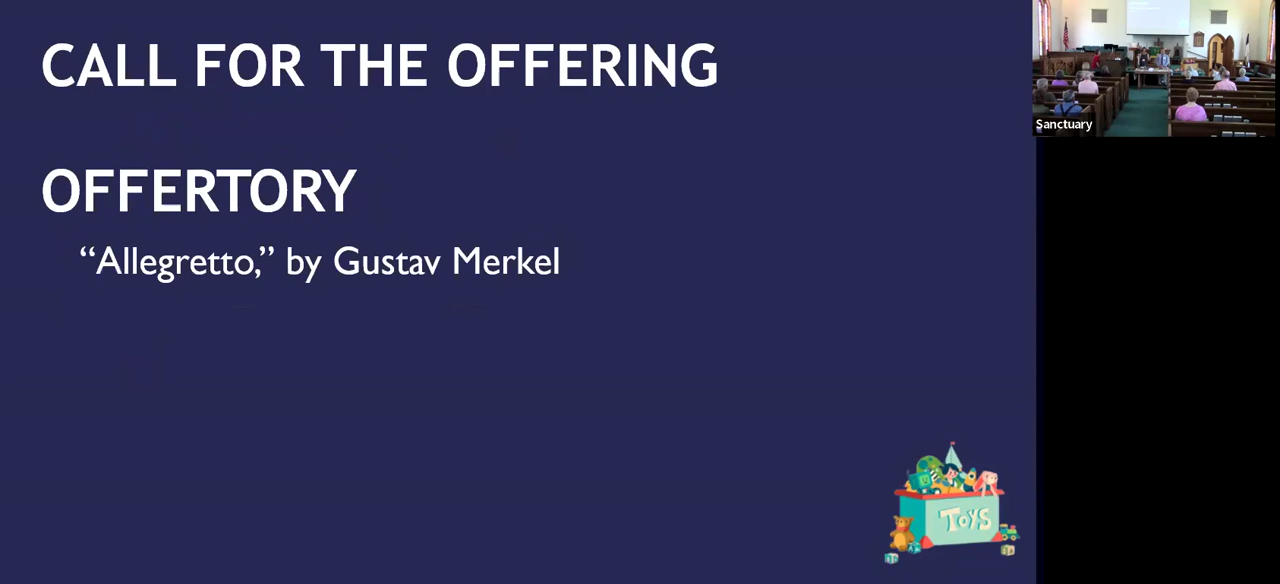 CALL FOR THE OFFERING
OFFERTORY
“Allegretto,” by Gustav Merkel
TOYS
Sanctuary